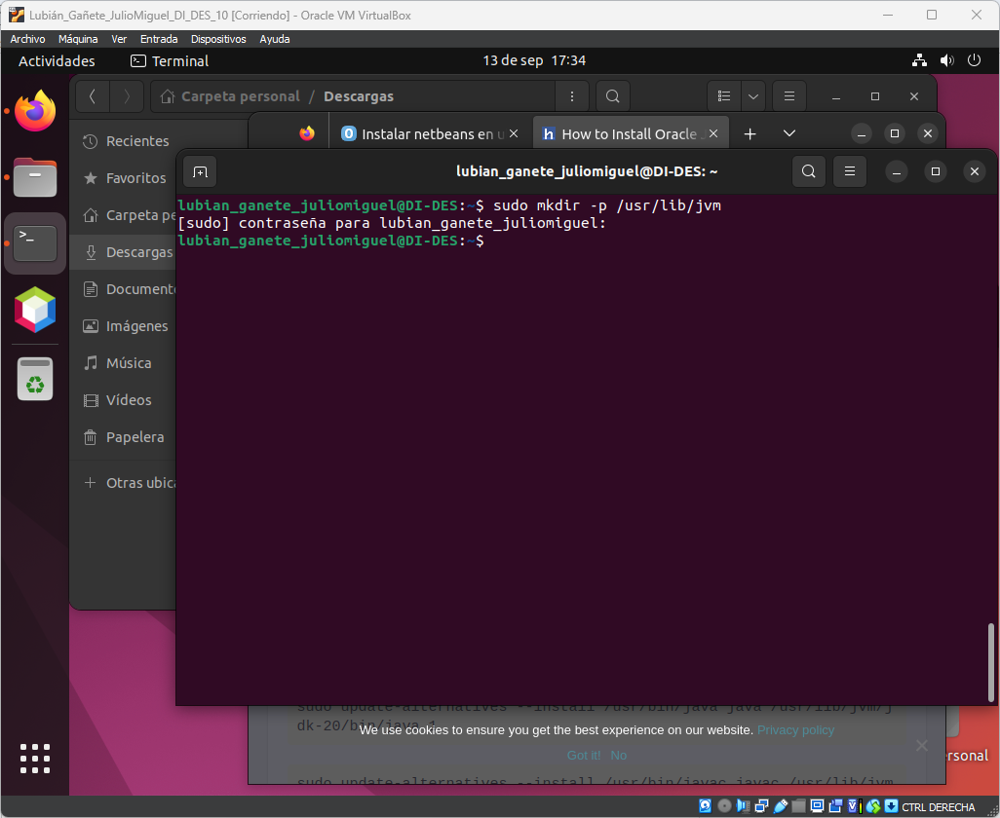 Lubián_Gañete_JulioMiguel_DI_DES_10 [Corriendo] - Oracle VM VirtualBox
Archivo Máquina Ver Entrada Dispositivos Ayuda
Actividades Terminal 13 de sep 17:34
Carpeta personal / Descargas
Instalar netbeans en u
How to Install Oracle
Recientes
Favoritos
Carpeta pe
Descargas
Document
Imágenes
Música
Vídeos
Papelera
Otras ubica
lubian_ganete_juliomiguel@DI-DES: ~
lubian_ganete_juliomiguel@DI-DES:~$ sudo mkdir -p /usr/lib/jvm
[sudo] contraseña para lubian_ganete_juliomiguel:
lubian_ganete_juliomiguel@DI-DES:~$
sudo update-alternatives --install /usr/bin/java java /usr/lib/jvm/j
dk-20/bin/java 1
We use cookies to ensure you get the best experience on our website. Privacy policy
Got it! No
sudo update-alternatives --install /usr/bin/javac javac /usr/lib/jvm
ersonal
CTRL DERECHA